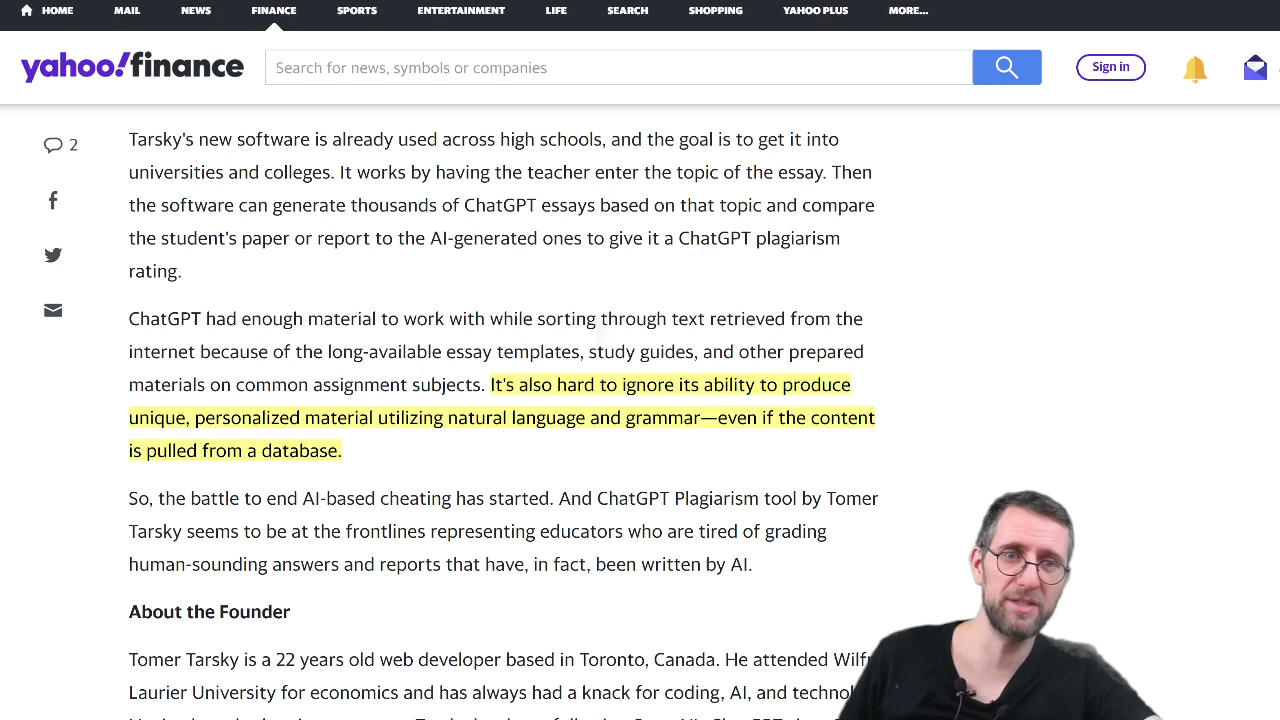 HOME MAIL NEWS FINANCE SPORTS ENTERTAINMENT LIFE SEARCH SHOPPING YAHOO PLUS MORE...
yahoo!finance
Search for news, symbols or companies
Sign in
2
Tarsky's new software is already used across high schools, and the goal is to get it into
universities and colleges. It works by having the teacher enter the topic of the essay. Then
the software can generate thousands of ChatGPT essays based on that topic and compare
the student's paper or report to the AI-generated ones to give it a ChatGPT plagiarism
rating.
ChatGPT had enough material to work with while sorting through text retrieved from the
internet because of the long-available essay templates, study guides, and other prepared
materials on common assignment subjects. It's also hard to ignore its ability to produce
unique, personalized material utilizing natural language and grammar—even if the content
is pulled from a database.
So, the battle to end AI-based cheating has started. And ChatGPT Plagiarism tool by Tomer
Tarsky seems to be at the frontlines representing educators who are tired of grading
human-sounding answers and reports that have, in fact, been written by AI.
About the Founder
Tomer Tarsky is a 22 years old web developer based in Toronto, Canada. He attended Wilf
Laurier University for economics and has always had a knack for coding, AI, and technol